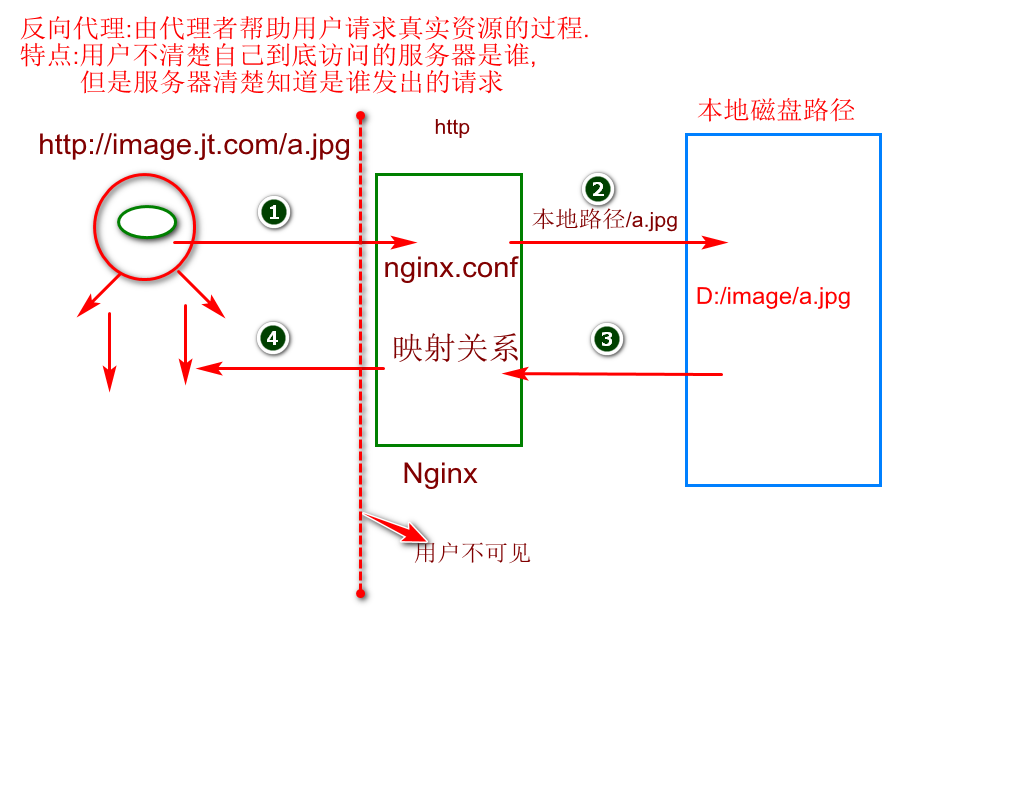 反向代理:由代理者帮助用户请求真实资源的过程.
特点:用户不清楚自己到底访问的服务器是谁,
但是服务器清楚知道是谁发出的请求
本地磁盘路径
http
http://image.jt.com/a.jpg
1
2
本地路径/a.jpg
nginx.conf
D:/image/a.jpg
4
映射关系
3
Nginx
用户不可见